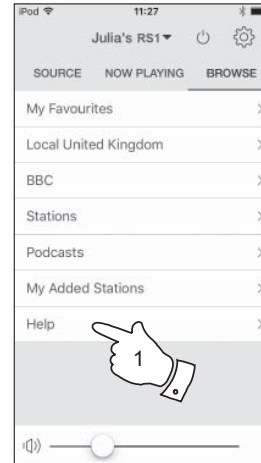 iPod 11:27
Julia's RS1
SOURCE NOW PLAYING BROWSE
My Favourites
Local United Kingdom
BBC
Stations
Podcasts
My Added Stations
Help
1